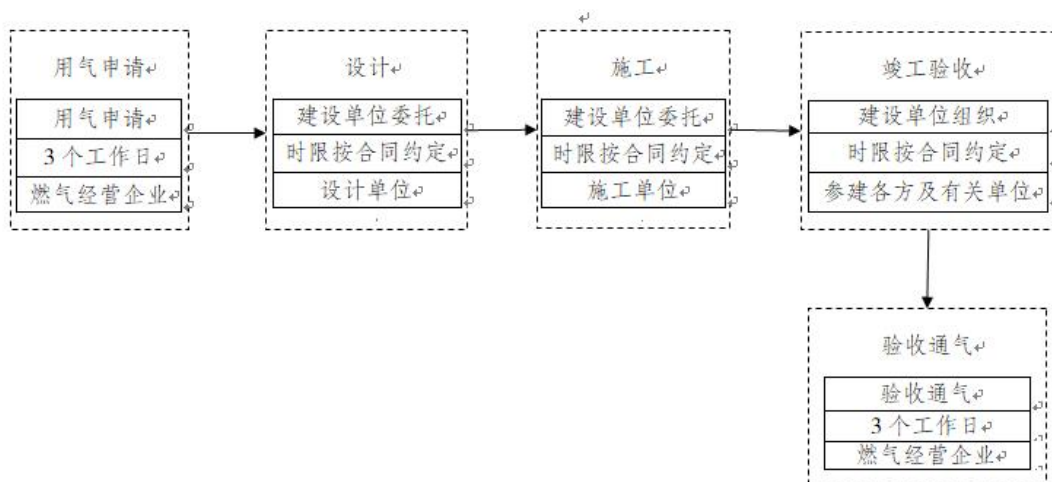 用气申请
用气申请
3 个工作日
燃气经营企业
设计
建设单位委托
时限按合同约定
设计单位
施工
建设单位委托
时限按合同约定
施工单位
竣工验收
建设单位组织
时限按合同约定
参建各方及有关单位
验收通气
验收通气
3 个工作日
燃气经营企业